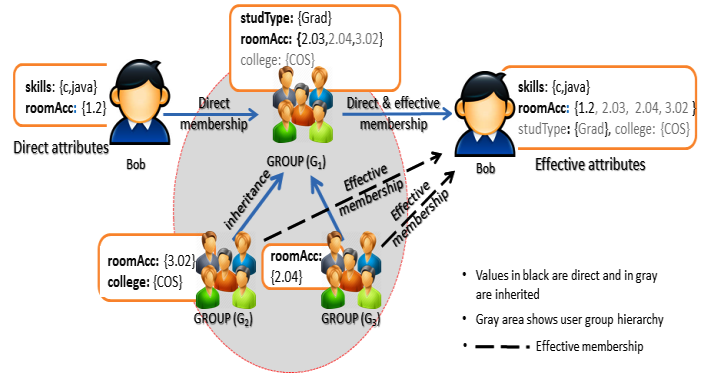 studType: {Grad}
roomAcc: {2.03,2.04,3.02}
college: {COS}
skills: {c,java}
roomAcc: {1.2}
Direct attributes
Bob
Direct
membership
Direct & effective
membership
GROUP (G1)
skills: {c,java}
roomAcc: {1.2, 2.03, 2.04, 3.02 }
studType: {Grad}, college: {COS}
Bob
Effective attributes
inheritance
Effective
membership
Effective
membership
roomAcc: {3.02}
college: {COS}
GROUP (G2)
roomAcc:
{2.04}
GROUP (G3)
• Values in black are direct and in gray
are inherited
• Gray area shows user group hierarchy
• Effective membership